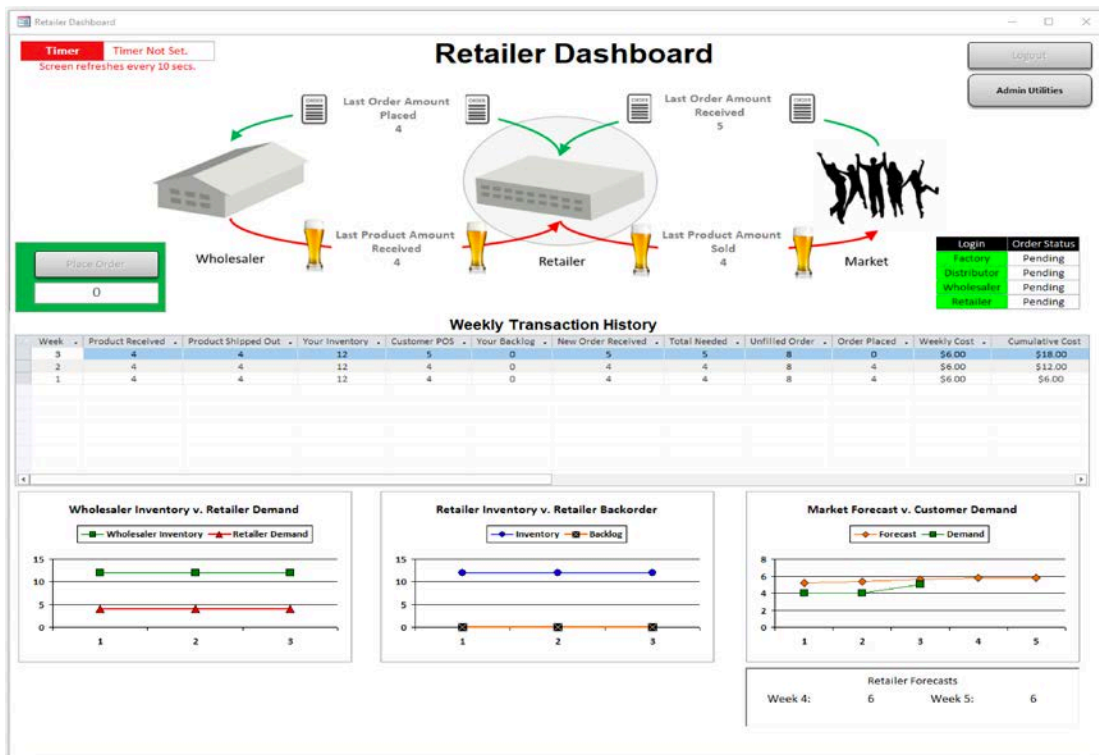 Retailer Dashboard
Timer Timer Not Set.
Screen refreshes every 10 secs.
Retailer Dashboard
Logout
Admin Utilities
ORDER
Last Order Amount
Placed
4
ORDER
ORDER
Last Order Amount
Received
5
ORDER
Last Product Amount
Received
4
Last Product Amount
Sold
4
Wholesaler
Retailer
Market
Place Order
0
Login Order Status
Factory Pending
Distributor Pending
Wholesaler Pending
Retailer Pending
Weekly Transaction History
Week Product Received Product Shipped Out Your Inventory Customer POS Your Backlog New Order Received Total Needed Unfilled Order Order Placed Weekly Cost Cumulative Cost
3 4 4 12 5 0 5 5 8 0 $6.00 $18.00
2 4 4 12 4 0 4 4 8 4 $6.00 $12.00
1 4 4 12 4 0 4 4 8 4 $6.00 $6.00
Wholesaler Inventory v. Retailer Demand
Wholesaler Inventory Retailer Demand
15
10
5
0
1 2 3
Retailer Inventory v. Retailer Backorder
Inventory Backlog
15
10
5
0
1 2 3
Market Forecast v. Customer Demand
Forecast Demand
8
6
4
2
0
1 2 3 4 5
Retailer Forecasts
Week 4: 6 Week 5: 6